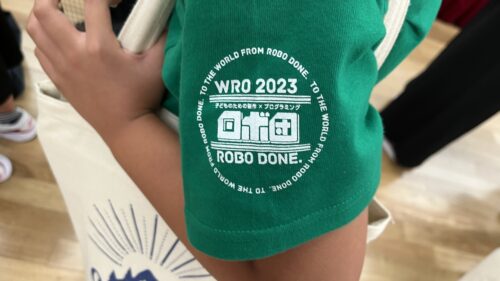 TO THE WORLD FROM ROBO DONE. TO THE WORLD FROM ROBO DONE. TO THE WORLD FROM ROBO DONE.
WRO 2023
子どものための製作×プログラミング
ロボ団
ROBO DONE.